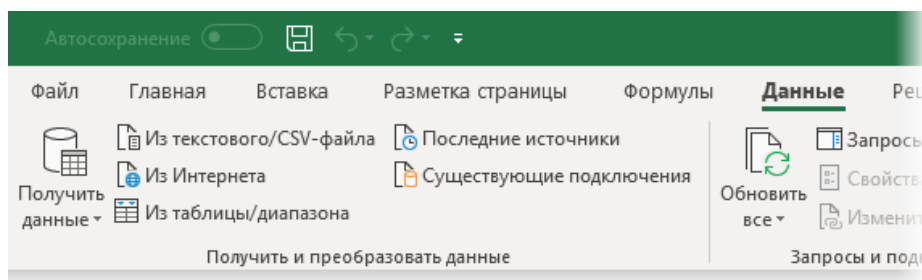 Автосохранение
Файл Главная Вставка Разметка страницы Формулы Данные
Получить данные
Из текстового/CSV-файла
Из Интернета
Из таблицы/диапазона
Последние источники
Существующие подключения
Получить и преобразовать данные
Обновить все
Запросы и